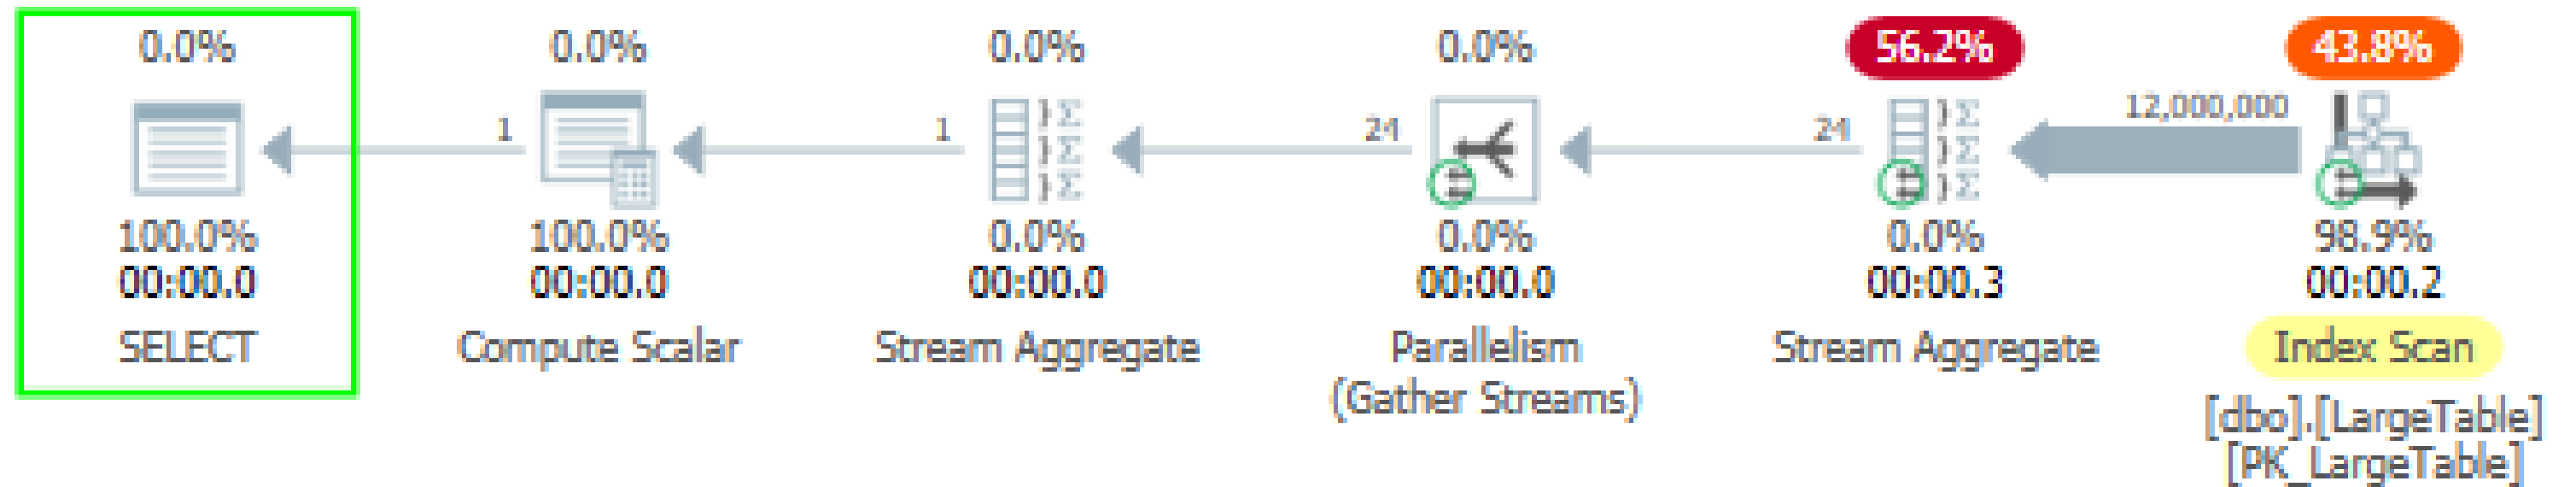 0.0% 0.0% 0.0% 0.0% 56.2% 43.8%
1 1 24 24 12,000,000
100.0% 100.0% 0.0% 0.0% 0.0% 98.9%
00:00.0 00:00.0 00:00.0 00:00.0 00:00.3 00:00.2
SELECT Compute Scalar Stream Aggregate Parallelism Stream Aggregate Index Scan
(Gather Streams) [dbo].[LargeTable]
[PK_LargeTable]